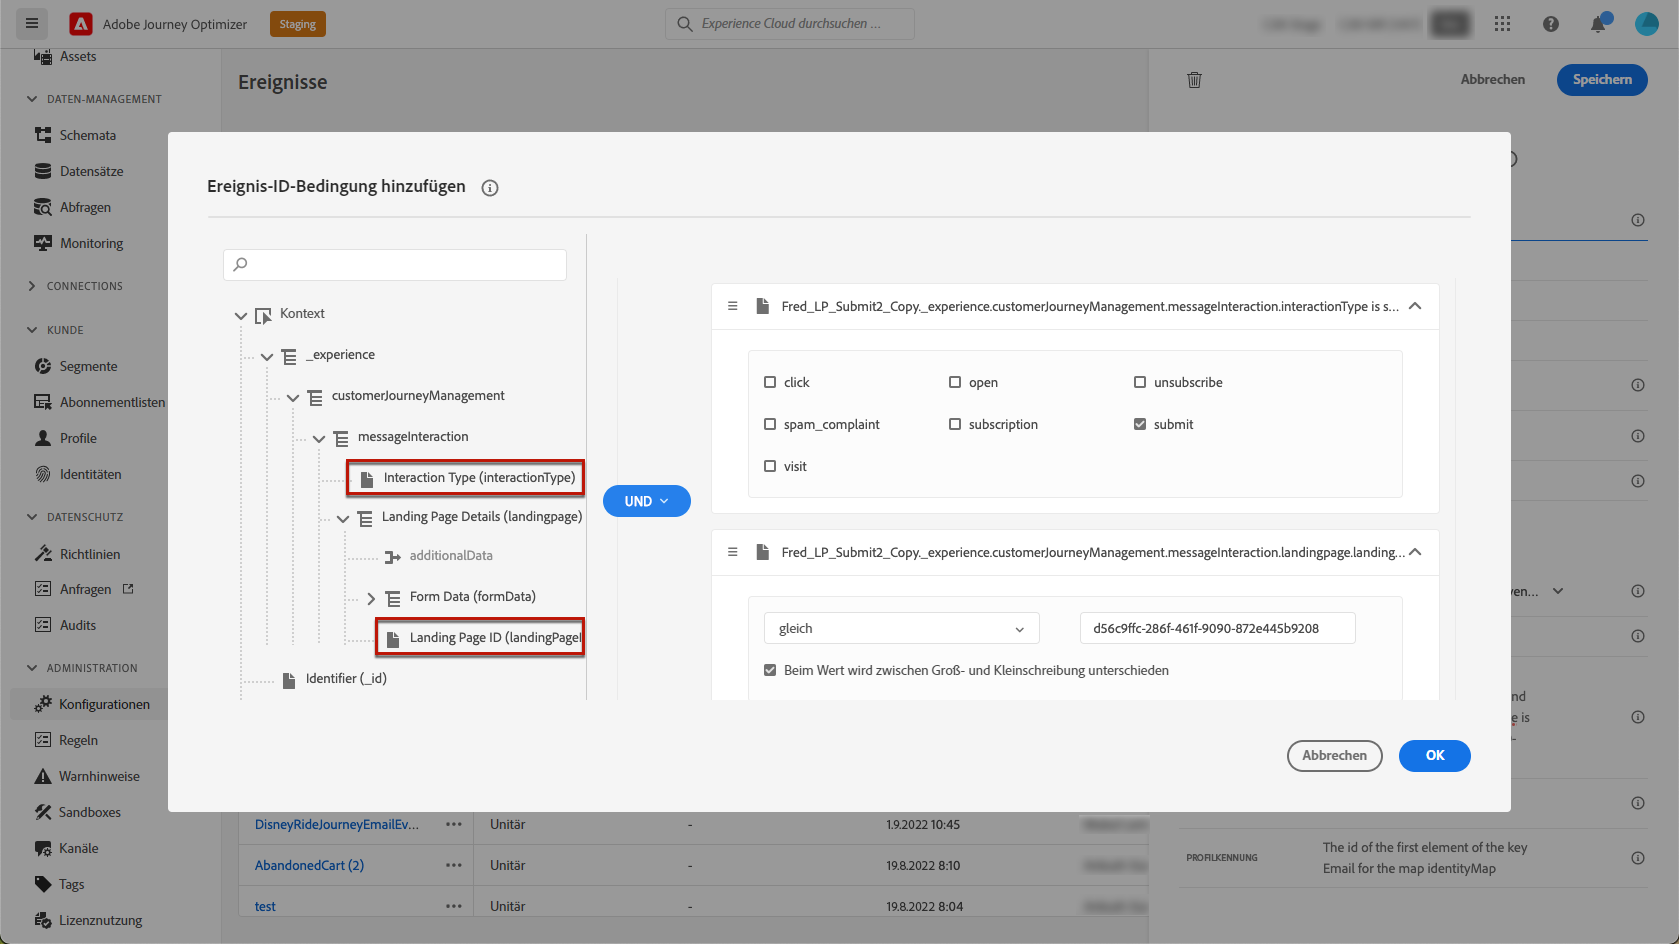 Adobe Journey Optimizer
Staging
Experience Cloud durchsuchen ...
Assets
DATEN-MANAGEMENT
Schemata
Datensätze
Abfragen
Monitoring
CONNECTIONS
KUNDE
Segmente
Abonnementlisten
Profile
Identitäten
DATENSCHUTZ
Richtlinien
Anfragen
Audits
ADMINISTRATION
Konfigurationen
Regeln
Warnhinweise
Sandboxes
Kanäle
Tags
Lizenznutzung
Ereignisse
Abbrechen
Speichern
Ereignis-ID-Bedingung hinzufügen
Kontext
_experience
customerJourneyManagement
messageInteraction
Interaction Type (interactionType)
Landing Page Details (landingpage)
additionalData
Form Data (formData)
Landing Page ID (landingPageI
Identifier (_id)
UND
Fred_LP_Submit2_Copy._experience.customerJourneyManagement.messageInteraction.interactionType is s...
click
open
unsubscribe
spam_complaint
subscription
submit
visit
Fred_LP_Submit2_Copy._experience.customerJourneyManagement.messageInteraction.landingpage.landing...
gleich
d56c9ffc-286f-461f-9090-872e445b9208
Beim Wert wird zwischen Groß- und Kleinschreibung unterschieden
Abbrechen
OK
ven...
nd
e is
DisneyRideJourneyEmailEv...
Unitär
-
1.9.2022 10:45
AbandonedCart (2)
Unitär
-
19.8.2022 8:10
test
Unitär
-
19.8.2022 8:04
PROFILKENNUNG
The id of the first element of the key
Email for the map identityMap